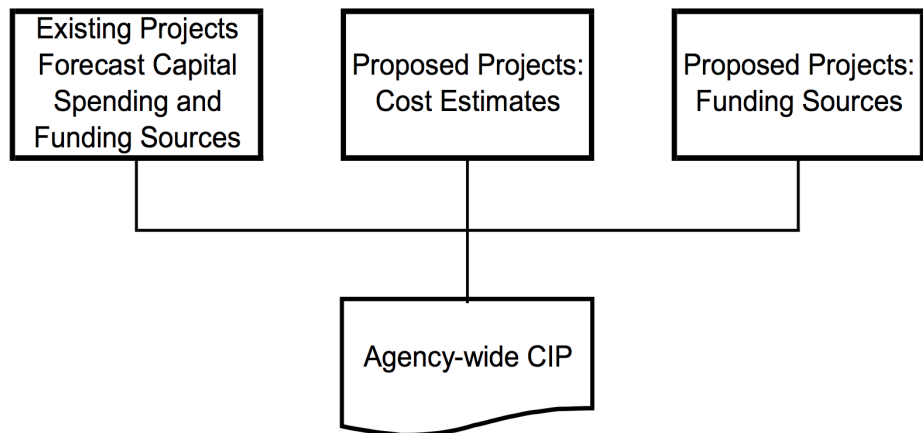 Existing Projects
Forecast Capital
Spending and
Funding Sources
Proposed Projects:
Cost Estimates
Proposed Projects:
Funding Sources
Agency-wide CIP